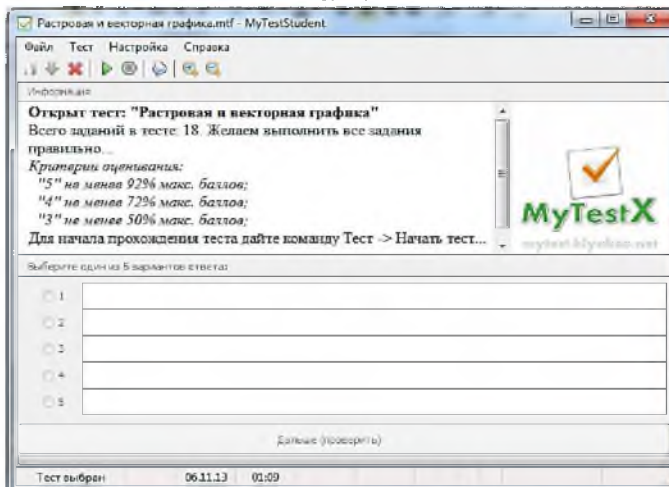 Растровая и векторная графика.mtf - MyTestStudent
Файл Тест Настройка Справка
Информация
Открыт тест: "Растровая и векторная графика"
Всего заданий в тесте: 18. Желаем выполнить все задания
правильно...
Критерии оценивания:
"5" не менее 92% макс. баллов;
"4" не менее 72% макс. баллов;
"3" не менее 50% макс. баллов;
Для начала прохождения теста дайте команду Тест -> Начать тест...
MyTestX
mytest.klyaksa.net
Выберите один из 5 вариантов ответа:
1
2
3
4
5
Дальше (проверить)
Тест выбран 06.11.13 01:09